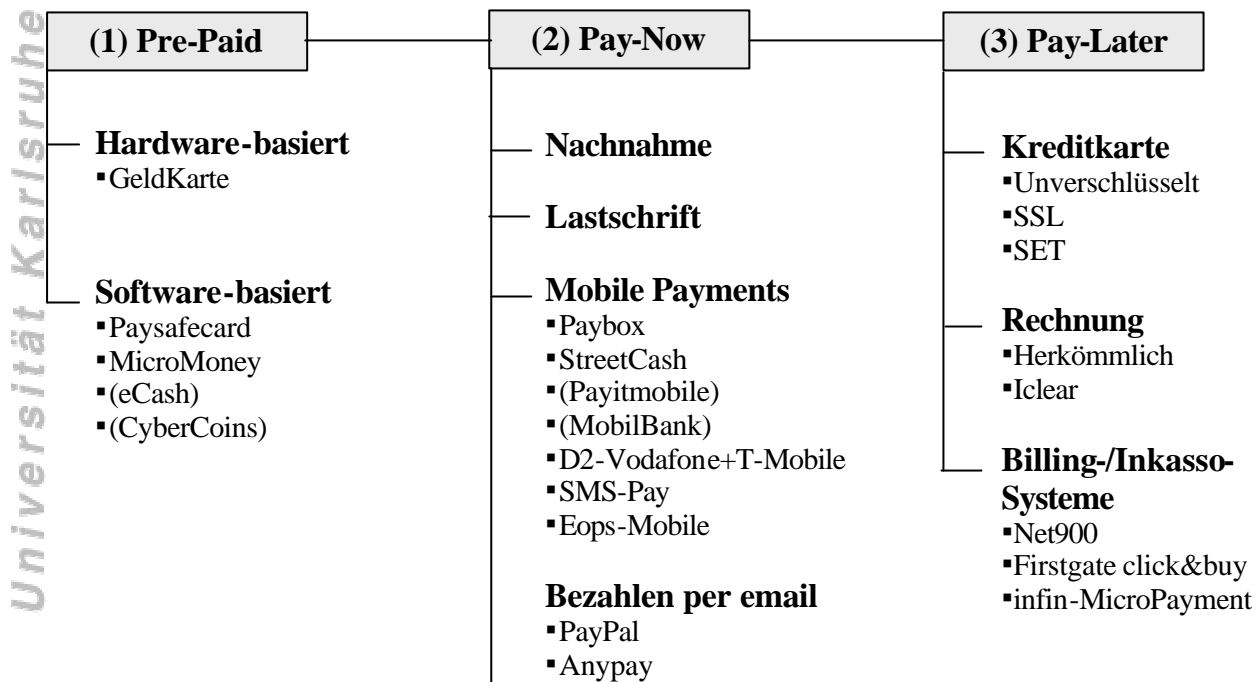 Universität Karlsruhe
(1) Pre-Paid
Hardware-basiert
▪GeldKarte
Software-basiert
▪Paysafecard
▪MicroMoney
▪(eCash)
▪(CyberCoins)
(2) Pay-Now
Nachnahme
Lastschrift
Mobile Payments
▪Paybox
▪StreetCash
▪(Payitmobile)
▪(MobilBank)
▪D2-Vodafone+T-Mobile
▪SMS-Pay
▪Eops-Mobile
Bezahlen per email
▪PayPal
▪Anypay
(3) Pay-Later
Kreditkarte
▪Unverschlüsselt
▪SSL
▪SET
Rechnung
▪Herkömmlich
▪Iclear
Billing-/Inkasso-
Systeme
▪Net900
▪Firstgate click&buy
▪infin-MicroPayment